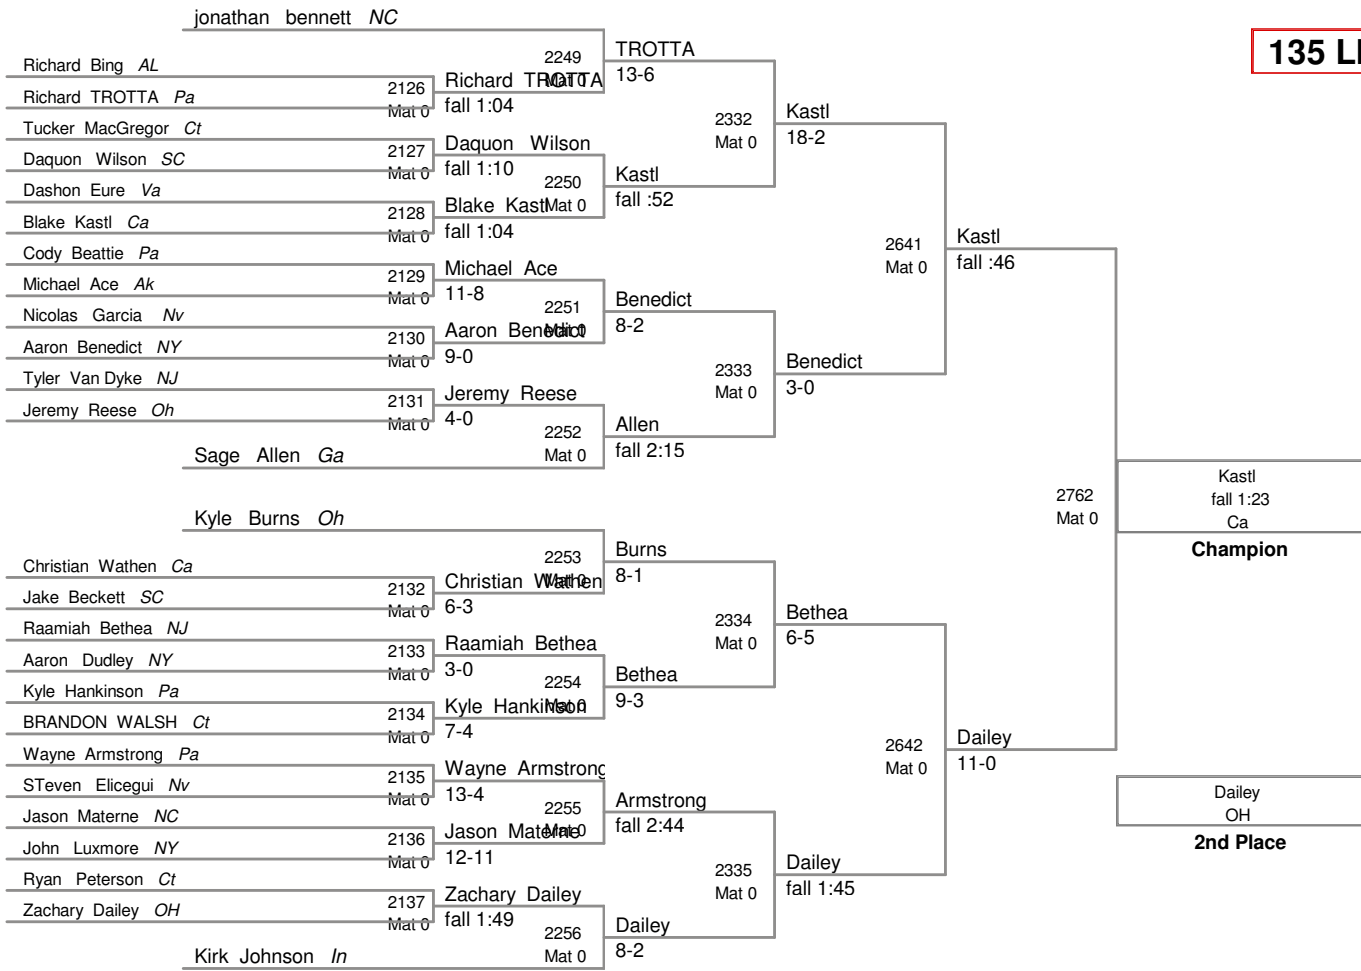 jonathan bennett NC
135 L
Richard Bing AL
Richard TROTTA Pa
Tucker MacGregor Ct
Daquon Wilson SC
Dashon Eure Va
Blake Kastl Ca
Cody Beattie Pa
Michael Ace Ak
Nicolas Garcia Nv
Aaron Benedict NY
Tyler Van Dyke NJ
Jeremy Reese Oh
Sage Allen Ga
Kyle Burns Oh
Christian Wathen Ca
Jake Beckett SC
Raamiah Bethea NJ
Aaron Dudley NY
Kyle Hankinson Pa
BRANDON WALSH Ct
Wayne Armstrong Pa
STeven Elicegui Nv
Jason Materne NC
John Luxmore NY
Ryan Peterson Ct
Zachary Dailey OH
Kirk Johnson In
2126
Mat 0
Richard TROTTA
fall 1:04
2127
Mat 0
Daquon Wilson
fall 1:10
2128
Mat 0
Blake Kastl
fall 1:04
2129
Mat 0
Michael Ace
11-8
2130
Mat 0
Aaron Benedict
9-0
2131
Mat 0
Jeremy Reese
4-0
2132
Mat 0
Christian Wathen
6-3
2133
Mat 0
Raamiah Bethea
3-0
2134
Mat 0
Kyle Hankinson
7-4
2135
Mat 0
Wayne Armstrong
13-4
2136
Mat 0
Jason Materne
12-11
2137
Mat 0
Zachary Dailey
fall 1:49
2249
Mat 0
TROTTA
13-6
2250
Mat 0
Kastl
fall :52
2251
Mat 0
Benedict
8-2
2252
Mat 0
Allen
fall 2:15
2253
Mat 0
Burns
8-1
2254
Mat 0
Bethea
9-3
2255
Mat 0
Armstrong
fall 2:44
2256
Mat 0
Dailey
8-2
2332
Mat 0
Kastl
18-2
2333
Mat 0
Benedict
3-0
2334
Mat 0
Bethea
6-5
2335
Mat 0
Dailey
fall 1:45
2641
Mat 0
Kastl
fall :46
2642
Mat 0
Dailey
11-0
2762
Mat 0
Kastl
fall 1:23
Ca
Champion
Dailey
OH
2nd Place